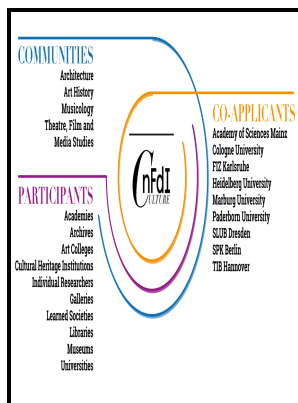 COMMUNITIES
Architecture
Art History
Musicology
Theatre, Film and
Media Studies
PARTICIPANTS
Academies
Archives
Art Colleges
Cultural Heritage Institutions
Individual Researchers
Galleries
Learned Societies
Libraries
Museums
Universities
nFdI
CULTURE
CO-APPLICANTS
Academy of Sciences Mainz
Cologne University
FIZ Karlsruhe
Heidelberg University
Marburg University
Paderborn University
SLUB Dresden
SPK Berlin
TIB Hannover